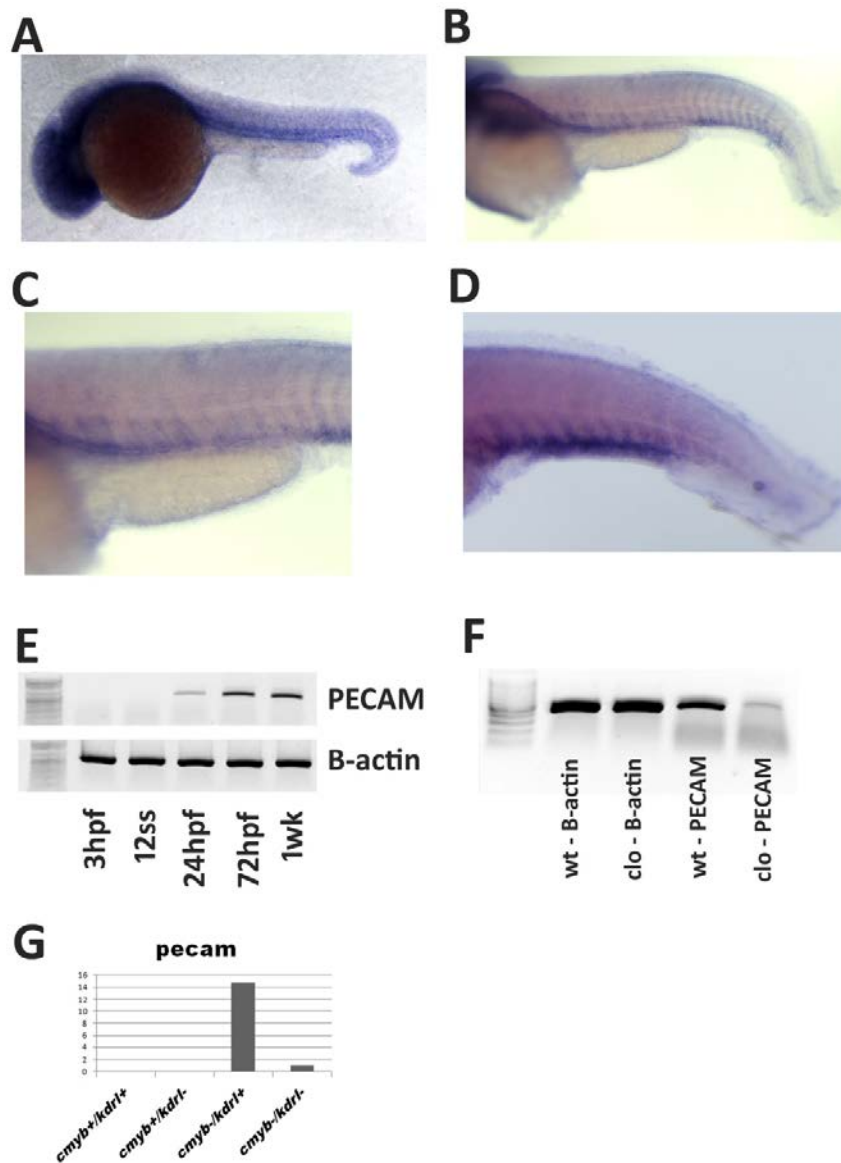 A
B
C
D
E
PECAM
B-actin
3hpf
12ss
24hpf
72hpf
1wk
F
wt - B-actin
clo - B-actin
wt - PECAM
clo - PECAM
G
pecam
16
14
12
10
8
6
4
2
0
cmyb+/kdrl+
cmyb+/kdrl-
cmyb-/kdrl+
cmyb-/kdrl-